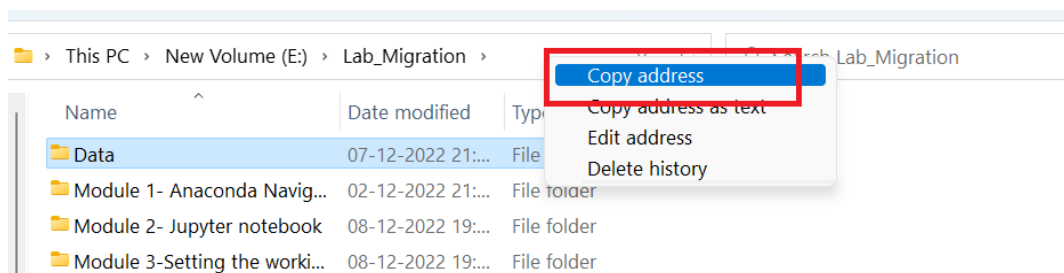 This PC > New Volume (E:) > Lab_Migration >
Lab_Migration
Copy address
Copy address as text
Edit address
Delete history
Name Date modified
Data 07-12-2022 21:... File
Module 1- Anaconda Navig... 02-12-2022 21:... File folder
Module 2- Jupyter notebook 08-12-2022 19:... File folder
Module 3-Setting the worki... 08-12-2022 19:... File folder